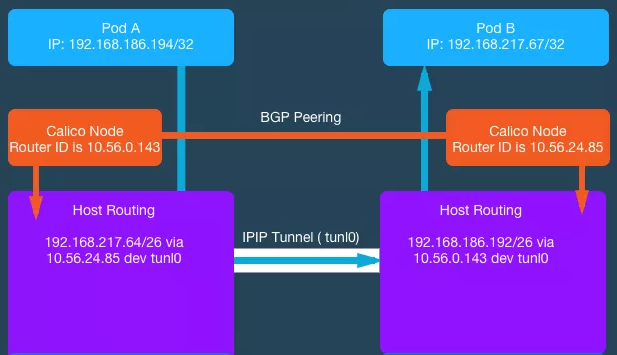 Pod A
IP: 192.168.186.194/32
Pod B
IP: 192.168.217.67/32
Calico Node
Router ID is 10.56.0.143
BGP Peering
Calico Node
Router ID is 10.56.24.85
Host Routing
192.168.217.64/26 via
10.56.24.85 dev tunl0
IPIP Tunnel ( tunl0)
Host Routing
192.168.186.192/26 via
10.56.0.143 dev tunl0